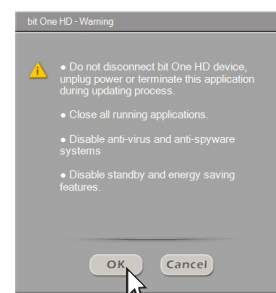 bit One HD - Warning
● Do not disconnect bit One HD device,
unplug power or terminate this application
during updating process.
● Close all running applications.
● Disable anti-virus and anti-spyware
systems
● Disable standby and energy saving
features.
OK Cancel